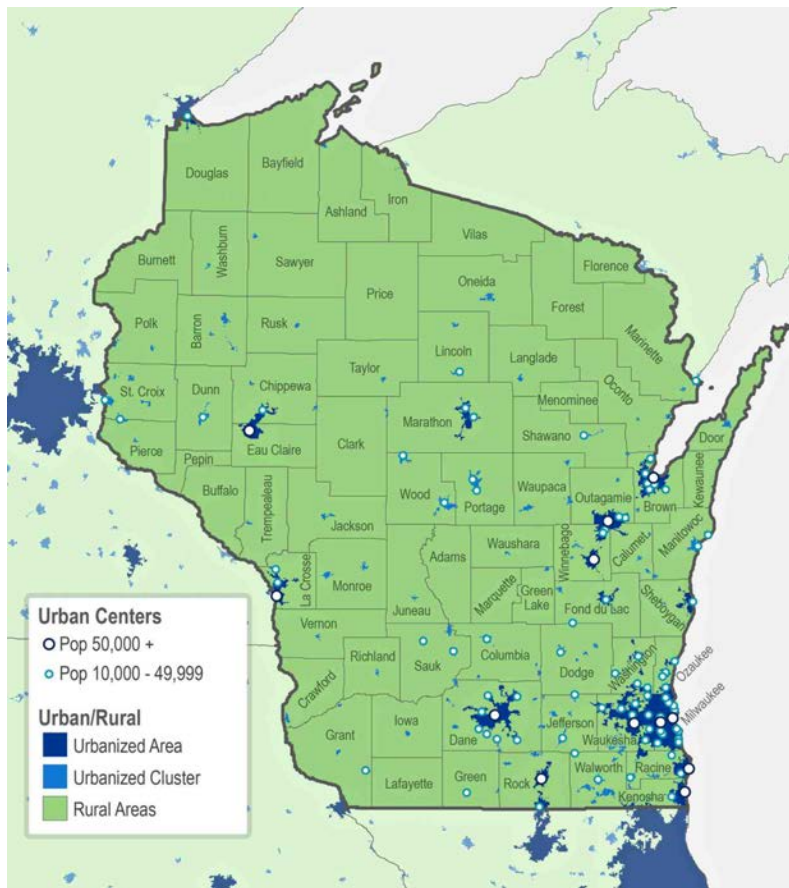 Douglas
Bayfield
Ashland
Iron
Vilas
Burnett
Washburn
Sawyer
Price
Oneida
Florence
Forest
Marinette
Polk
Barron
Rusk
Lincoln
Langlade
Oconto
Taylor
St. Croix
Dunn
Chippewa
Menominee
Marathon
Shawano
Door
Pierce
Pepin
Eau Claire
Clark
Buffalo
Trempealeau
Jackson
Wood
Portage
Waupaca
Outagamie
Brown
Kewaunee
Adams
Waushara
Winnebago
Calumet
Manitowoc
La Crosse
Monroe
Juneau
Marquette
Green
Lake
Fond du Lac
Sheboygan
Vernon
Richland
Sauk
Columbia
Dodge
Washington
Ozaukee
Crawford
Milwaukee
Grant
Iowa
Dane
Jefferson
Waukesha
Lafayette
Green
Rock
Walworth
Racine
Kenosha
Urban Centers
Pop 50,000 +
Pop 10,000 - 49,999
Urban/Rural
Urbanized Area
Urbanized Cluster
Rural Areas